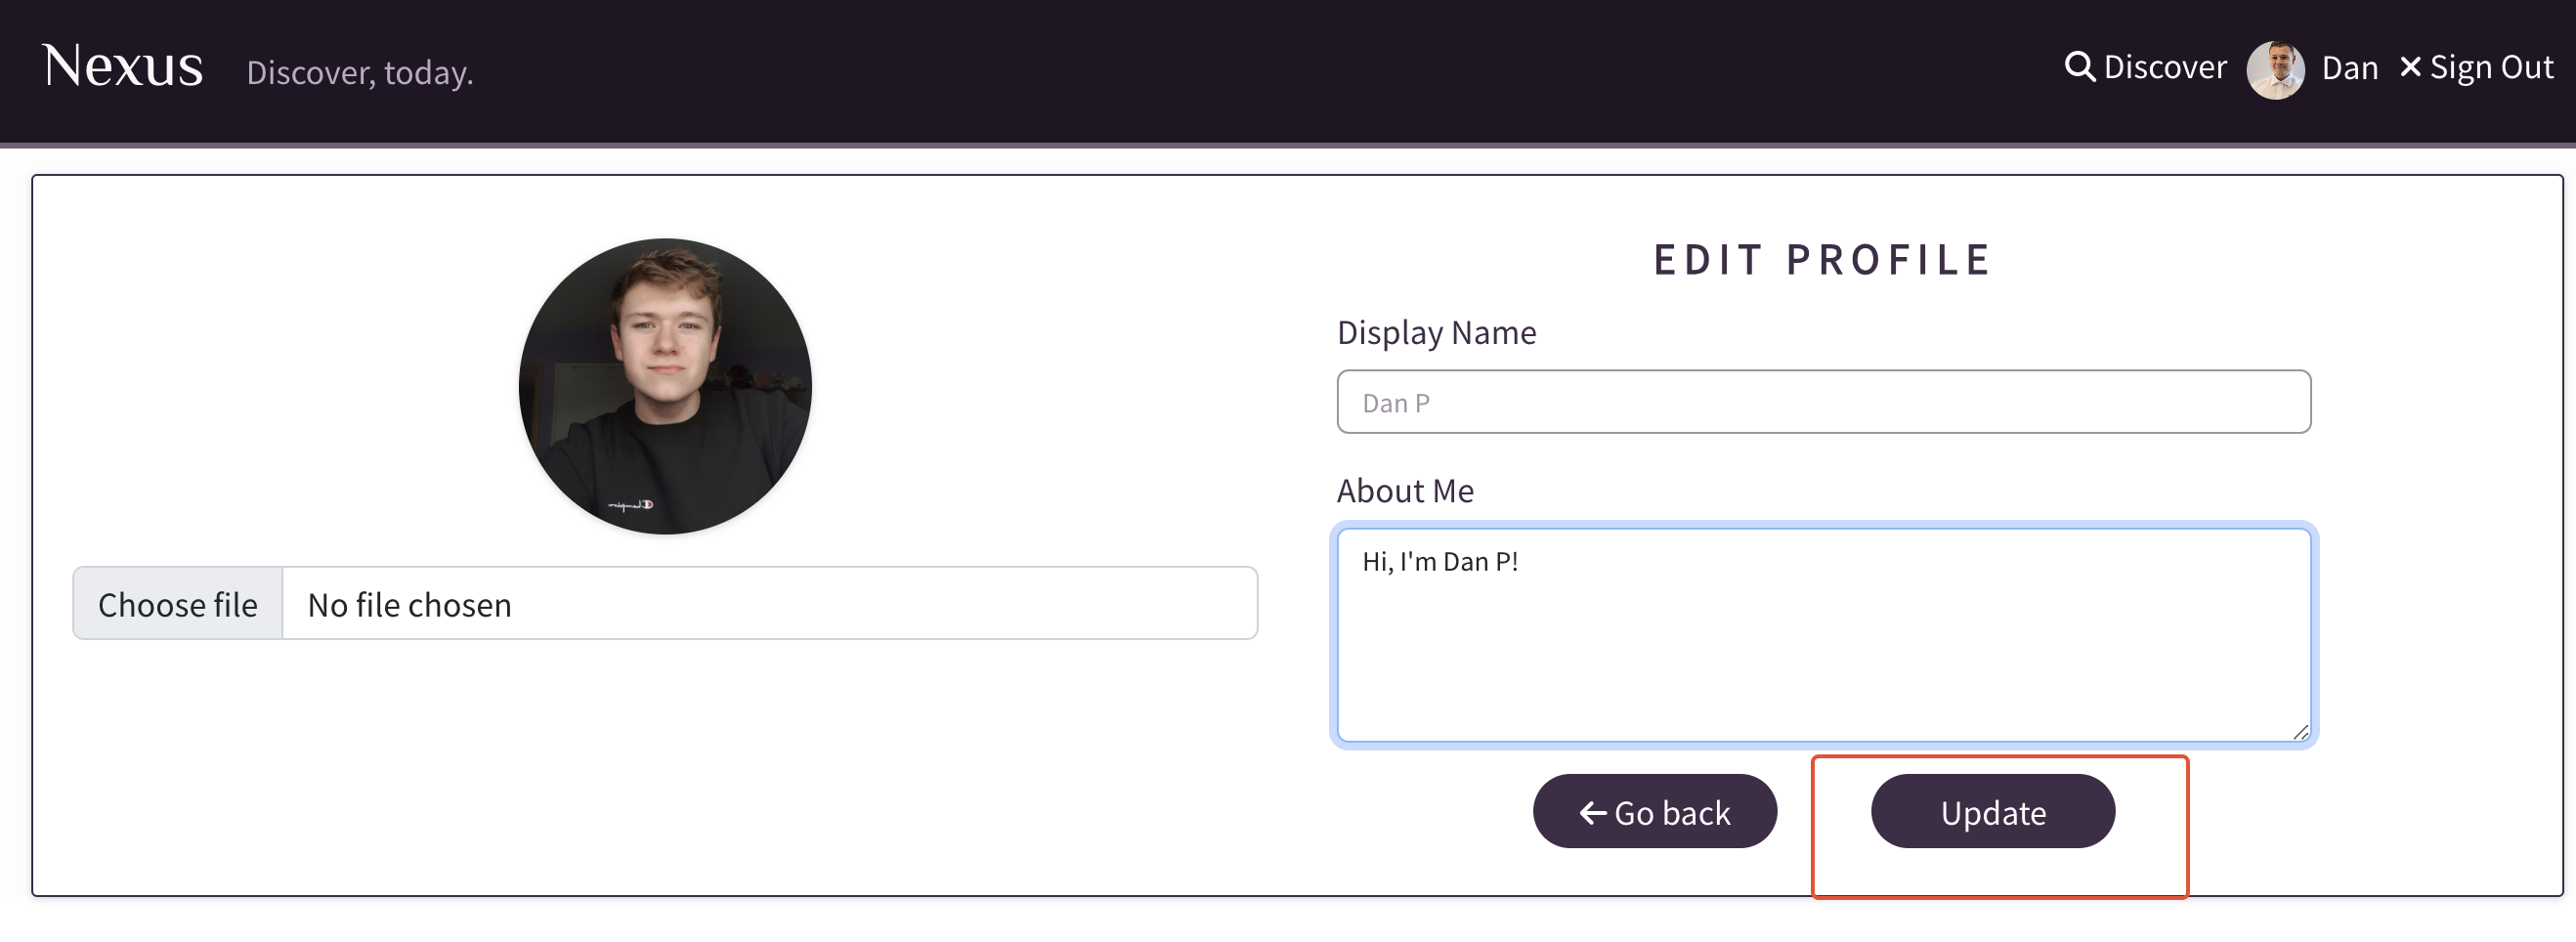 Nexus Discover, today. Discover Dan Sign Out
EDIT PROFILE
Display Name
Dan P
About Me
Hi, I'm Dan P!
Choose file No file chosen
Go back Update